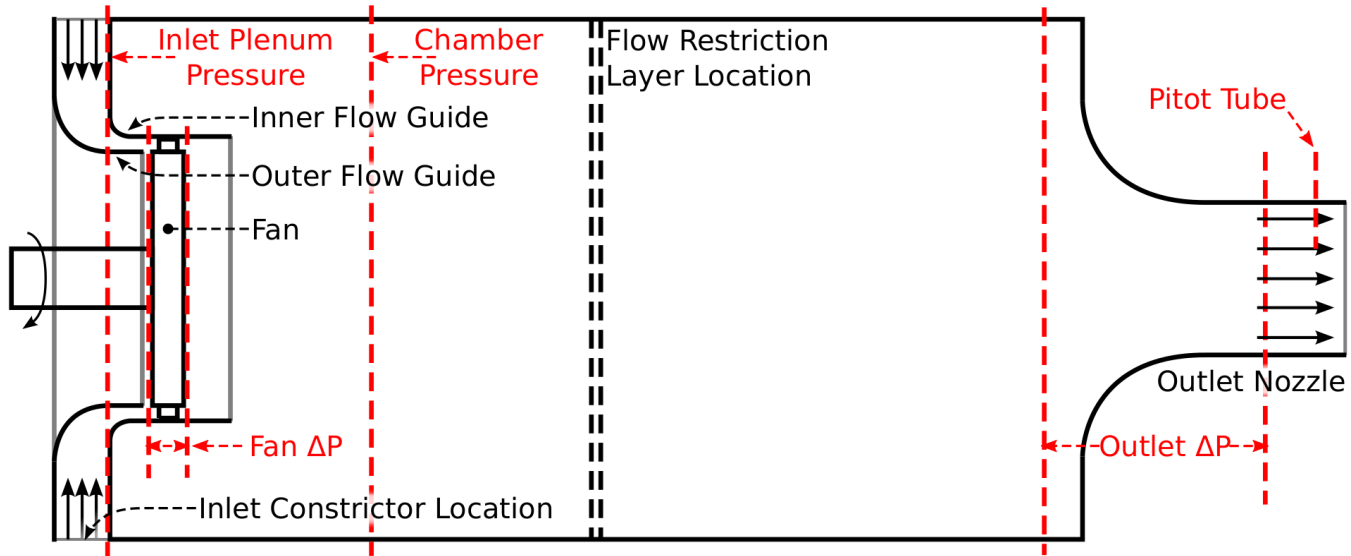 Inlet Plenum
Pressure
Chamber
Pressure
Flow Restriction
Layer Location
Pitot Tube
Inner Flow Guide
Outer Flow Guide
Fan
Outlet Nozzle
Fan ΔP
Outlet ΔP
Inlet Constrictor Location